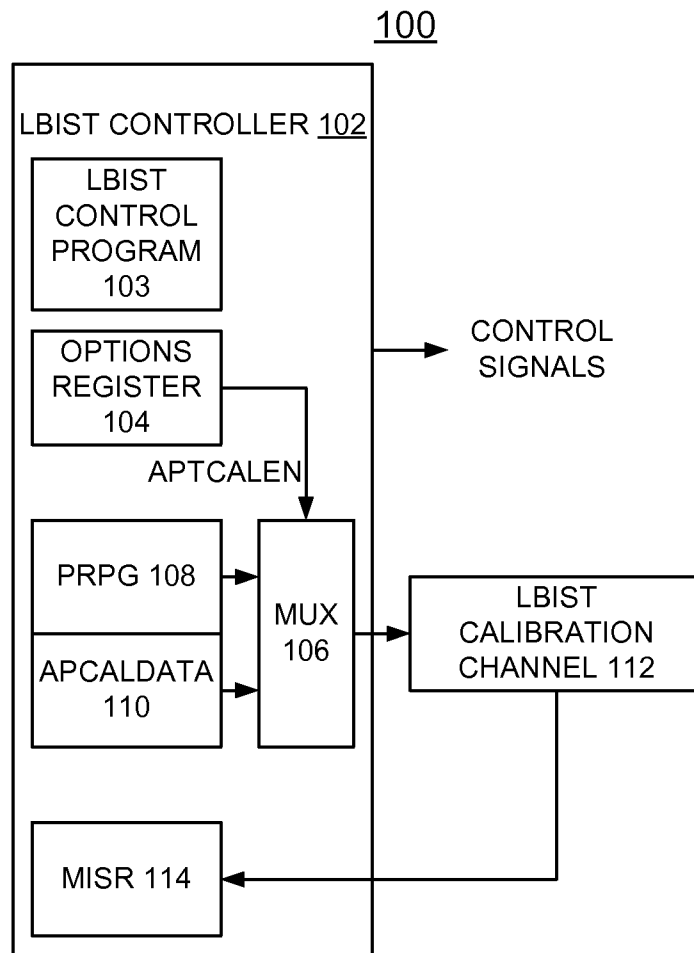 100
LBIST CONTROLLER 102
LBIST
CONTROL
PROGRAM
103
OPTIONS
REGISTER
104
CONTROL
SIGNALS
APTCALEN
PRPG 108
MUX
106
APCALDATA
110
LBIST
CALIBRATION
CHANNEL 112
MISR 114